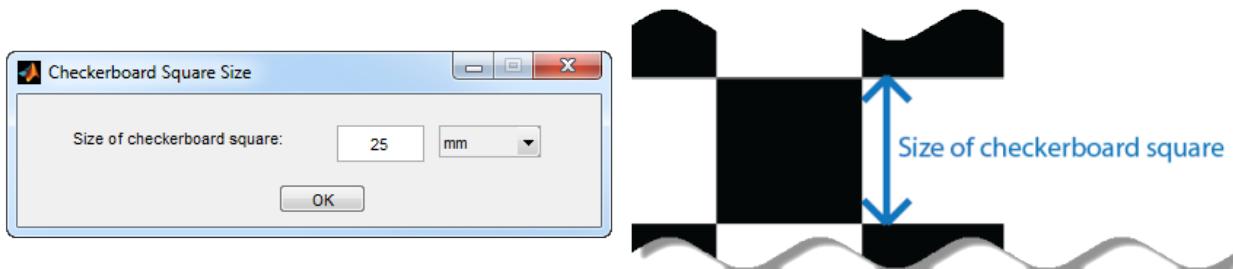 Checkerboard Square Size
Size of checkerboard square: 25 mm
OK
Size of checkerboard square